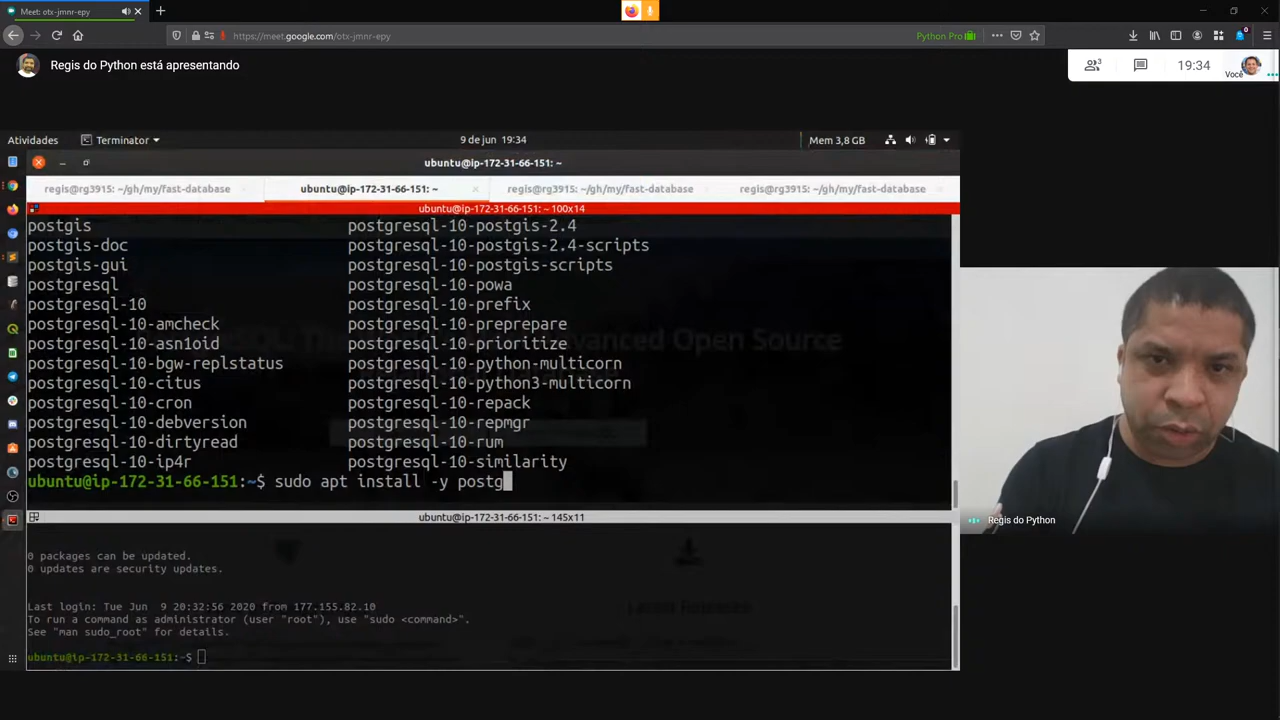 Meet: otx-jmnr-epy
https://meet.google.com/otx-jmnr-epy
Python Pro
Regis do Python está apresentando
3
19:34
Você
Atividades
Terminator
9 de jun 19:34
Mem 3,8 GB
ubuntu@ip-172-31-66-151: ~
regis@rg3915: ~/gh/my/fast-database
ubuntu@ip-172-31-66-151: ~
regis@rg3915: ~/gh/my/fast-database
regis@rg3915: ~/gh/my/fast-database
ubuntu@ip-172-31-66-151: ~ 100x14
postgis postgresql-10-postgis-2.4
postgis-doc postgresql-10-postgis-2.4-scripts
postgis-gui postgresql-10-postgis-scripts
postgresql postgresql-10-powa
postgresql-10 postgresql-10-prefix
postgresql-10-amcheck postgresql-10-preprepare
postgresql-10-asn1oid postgresql-10-prioritize
postgresql-10-bgw-replstatus postgresql-10-python-multicorn
postgresql-10-citus postgresql-10-python3-multicorn
postgresql-10-cron postgresql-10-repack
postgresql-10-debversion postgresql-10-repmgr
postgresql-10-dirtyread postgresql-10-rum
postgresql-10-ip4r postgresql-10-similarity
ubuntu@ip-172-31-66-151:~$ sudo apt install -y postg
ubuntu@ip-172-31-66-151: ~ 145x11
0 packages can be updated.
0 updates are security updates.
Last login: Tue Jun  9 20:32:56 2020 from 177.155.82.10
To run a command as administrator (user "root"), use "sudo <command>".
See "man sudo_root" for details.
ubuntu@ip-172-31-66-151:~$
Regis do Python